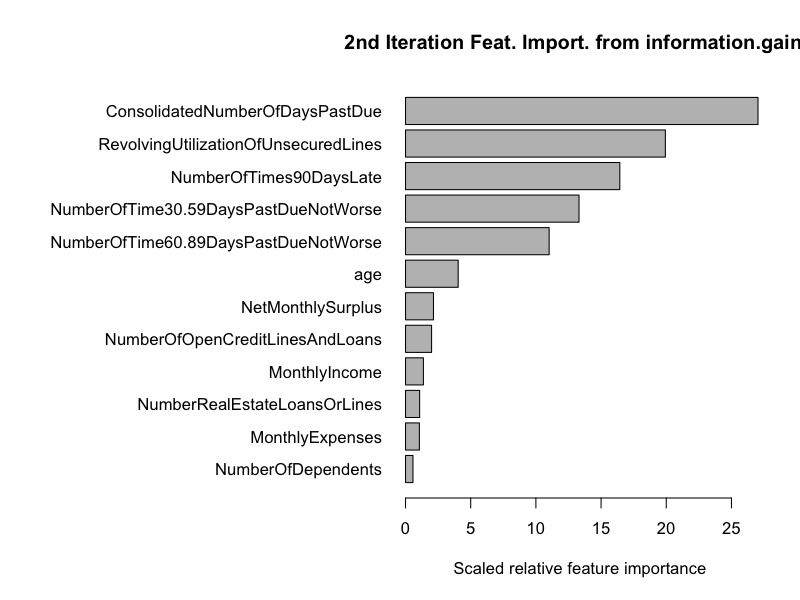 2nd Iteration Feat. Import. from information.gain
ConsolidatedNumberOfDaysPastDue
RevolvingUtilizationOfUnsecuredLines
NumberOfTimes90DaysLate
NumberOfTime30.59DaysPastDueNotWorse
NumberOfTime60.89DaysPastDueNotWorse
age
NetMonthlySurplus
NumberOfOpenCreditLinesAndLoans
MonthlyIncome
NumberRealEstateLoansOrLines
MonthlyExpenses
NumberOfDependents
0 5 10 15 20 25
Scaled relative feature importance